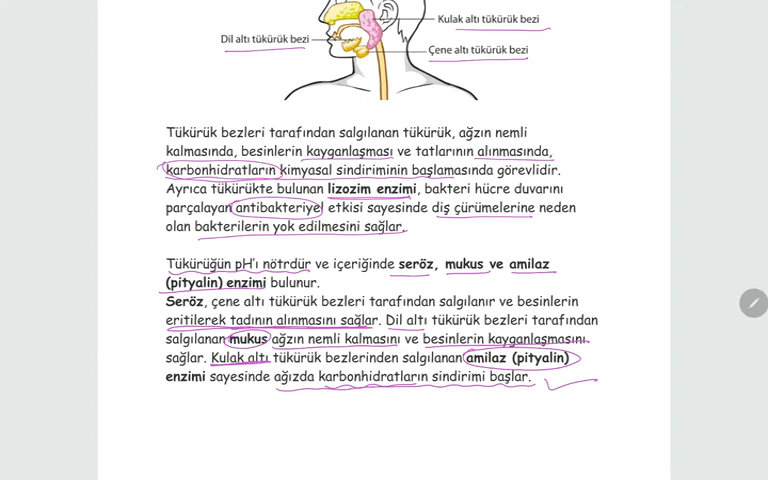 Kulak altı tükürük bezi
Dil altı tükürük bezi
Çene altı tükürük bezi
Tükürük bezleri tarafından salgılanan tükürük, ağzın nemli
kalmasında, besinlerin kayganlaşması ve tatlarının alınmasında,
karbonhidratların kimyasal sindiriminin başlamasında görevlidir.
Ayrıca tükürükte bulunan lizozim enzimi, bakteri hücre duvarını
parçalayan antibakteriyel etkisi sayesinde diş çürümelerine neden
olan bakterilerin yok edilmesini sağlar.
Tükürüğün pH'ı nötrdür ve içeriğinde seröz, mukus ve amilaz
(pityalin) enzimi bulunur.
Seröz, çene altı tükürük bezleri tarafından salgılanır ve besinlerin
eritilerek tadının alınmasını sağlar. Dil altı tükürük bezleri tarafından
salgılanan mukus ağzın nemli kalmasını ve besinlerin kayganlaşmasını
sağlar. Kulak altı tükürük bezlerinden salgılanan amilaz (pityalin)
enzimi sayesinde ağızda karbonhidratların sindirimi başlar.